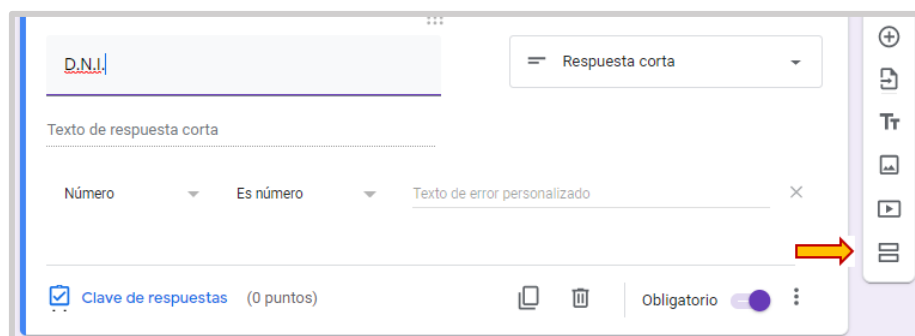 D.N.I.
Respuesta corta
Texto de respuesta corta
Número
Es número
Texto de error personalizado
Clave de respuestas (0 puntos)
Obligatorio
Tт